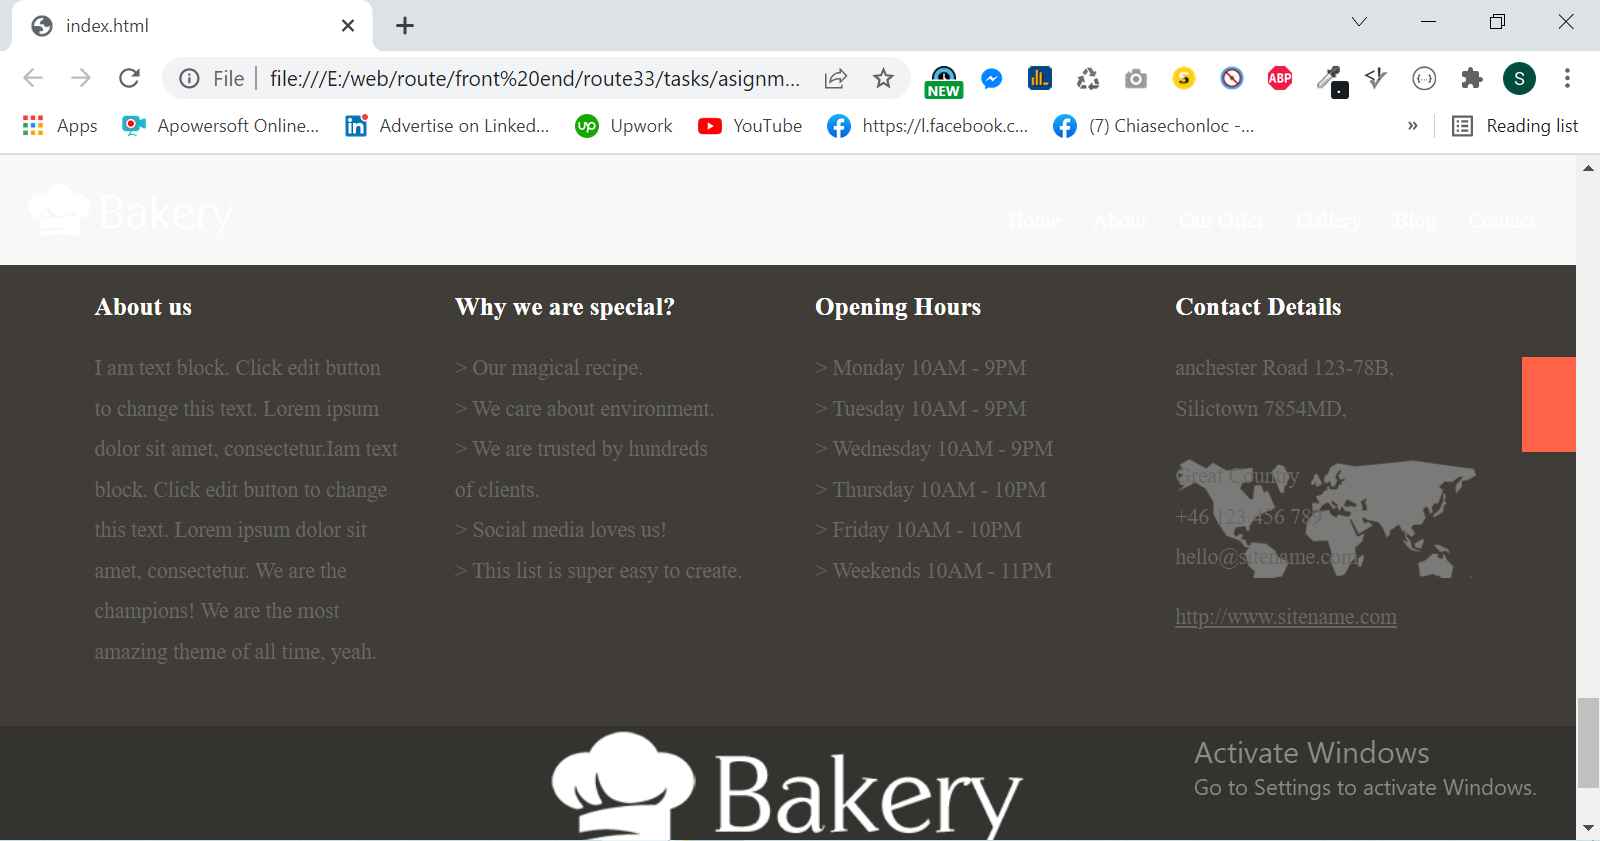 index.html
File
file:///E:/web/route/front%20end/route33/tasks/asignm...
NEW
ABP
S
Apps
Apowersoft Online...
Advertise on Linked...
Upwork
YouTube
https://l.facebook.c...
(7) Chiasechonloc -...
»
Reading list
Bakery
Home About Our Offer Gallery Blog Contact
About us
I am text block. Click edit button
to change this text. Lorem ipsum
dolor sit amet, consectetur.Iam text
block. Click edit button to change
this text. Lorem ipsum dolor sit
amet, consectetur. We are the
champions! We are the most
amazing theme of all time, yeah.
Why we are special?
> Our magical recipe.
> We care about environment.
> We are trusted by hundreds
of clients.
> Social media loves us!
> This list is super easy to create.
Opening Hours
> Monday 10AM - 9PM
> Tuesday 10AM - 9PM
> Wednesday 10AM - 9PM
> Thursday 10AM - 10PM
> Friday 10AM - 10PM
> Weekends 10AM - 11PM
Contact Details
anchester Road 123-78B,
Silictown 7854MD,
Great Country
+46 123 456 789
hello@sitename.com
http://www.sitename.com
Bakery
Activate Windows
Go to Settings to activate Windows.